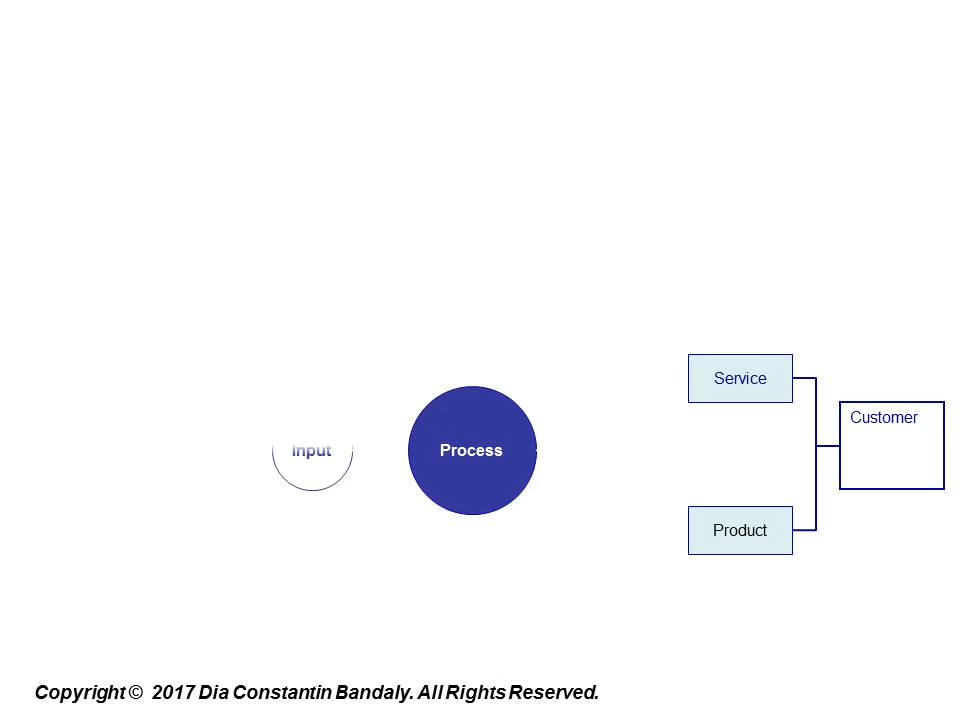 Service
Customer
Input
Process
Product
Copyright © 2017 Dia Constantin Bandaly. All Rights Reserved.